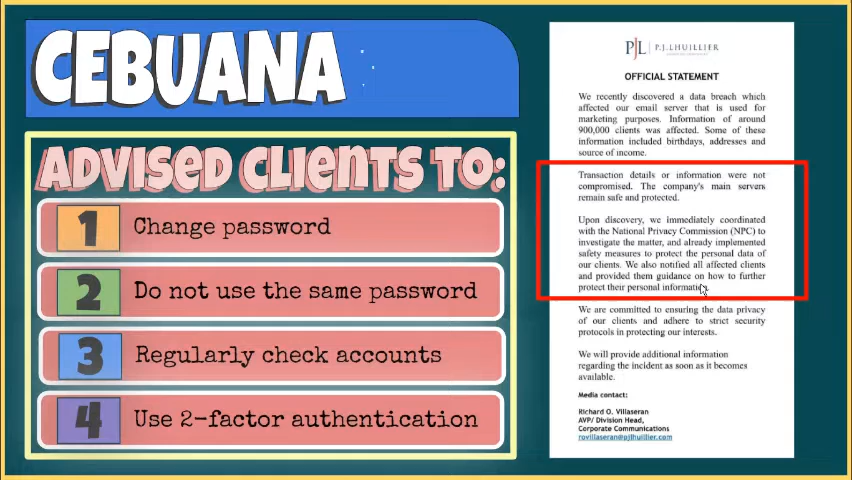 CEBUANA
ADVISED CLIENTS TO:
1 Change password
2 Do not use the same password
3 Regularly check accounts
4 Use 2-factor authentication
PJL P.J.LHUILLIER
OFFICIAL STATEMENT
We recently discovered a data breach which
affected our email server that is used for
marketing purposes. Information of around
900,000 clients was affected. Some of these
information included birthdays, addresses and
source of income.
Transaction details or information were not
compromised. The company's main servers
remain safe and protected.
Upon discovery, we immediately coordinated
with the National Privacy Commission (NPC) to
investigate the matter, and already implemented
safety measures to protect the personal data of
our clients. We also notified all affected clients
and provided them guidance on how to further
protect their personal information.
We are committed to ensuring the data privacy
of our clients and adhere to strict security
protocols in protecting our interests.
We will provide additional information
regarding the incident as soon as it becomes
available.
Media contact:
Richard O. Villaseran
AVP/ Division Head,
Corporate Communications
rovillaseran@pjlhuillier.com